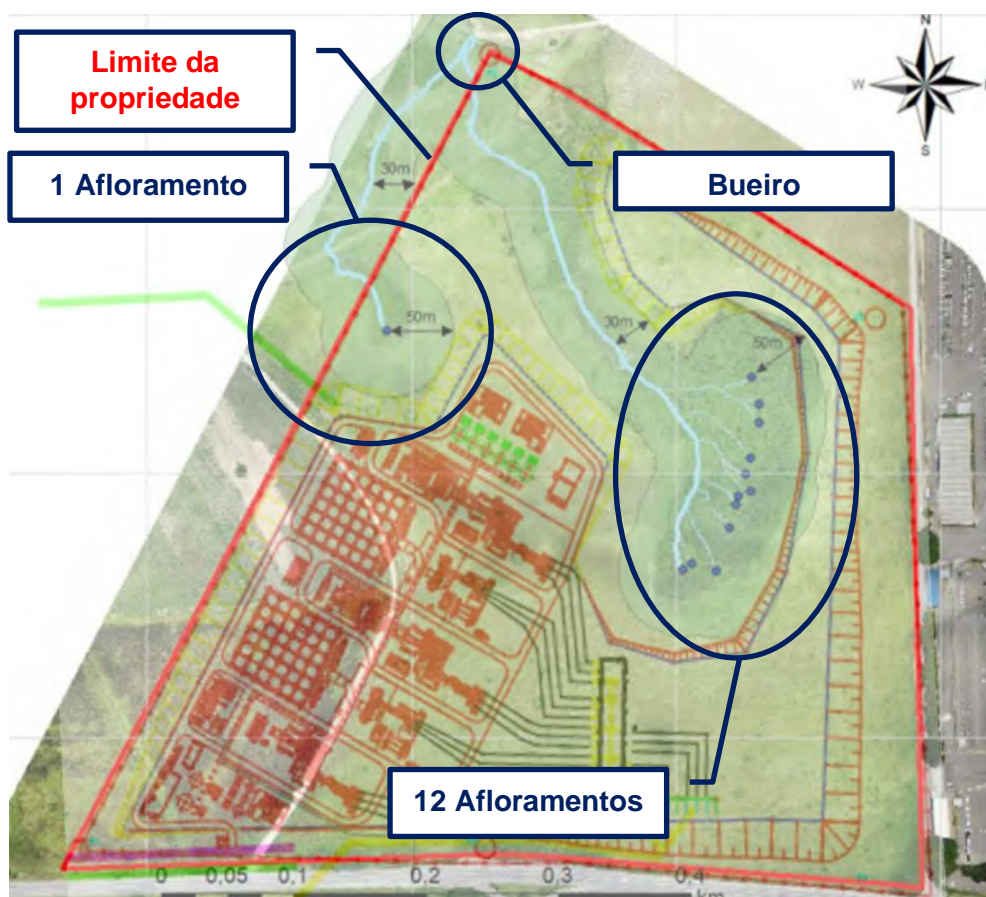 Limite da
propriedade
N
W
S
1 Afloramento
30m
Bueiro
50m
30m
50m
12 Afloramentos
0
0,05
0,1
0,2
0,3
0,4
km